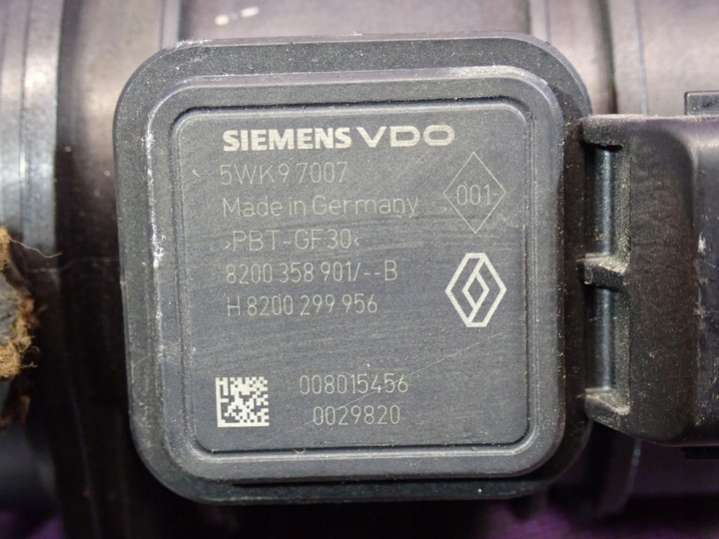 SIEMENS VDO
5WK9 7007
001-
Made in Germany
>PBT-GF30<
8200 358 901/--B
H 8200 299 956
008015456
0029820